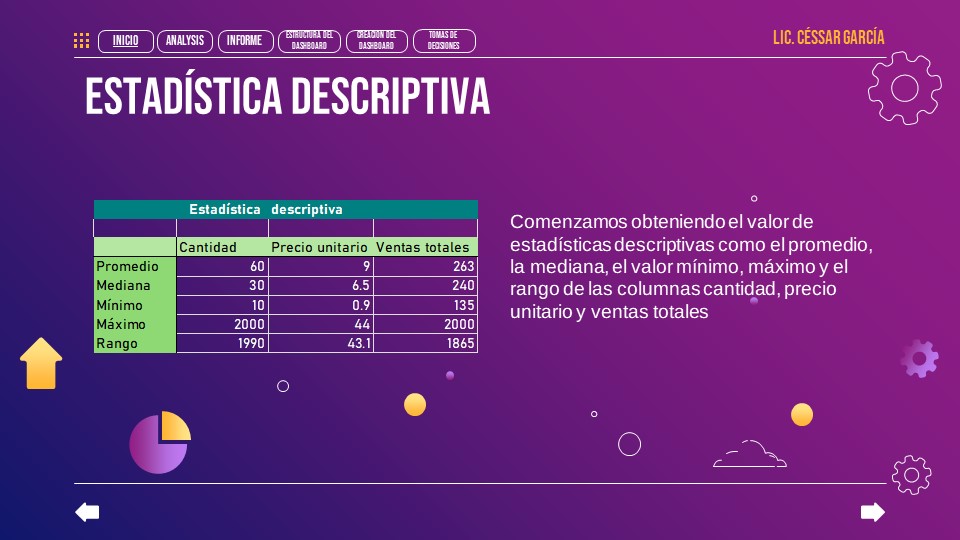 INICIO ANALYSIS INFORME ESTRUCTURA DEL DASHBOARD CREACION DEL DASHBOARD TOMAS DE DECISIONES
LIC. CÉSSAR GARCÍA
ESTADÍSTICA DESCRIPTIVA
Estadística descriptiva
Cantidad Precio unitario Ventas totales
Promedio 60 9 263
Mediana 30 6.5 240
Mínimo 10 0.9 135
Máximo 2000 44 2000
Rango 1990 43.1 1865
Comenzamos obteniendo el valor de
estadísticas descriptivas como el promedio,
la mediana, el valor mínimo, máximo y el
rango de las columnas cantidad, precio
unitario y ventas totales